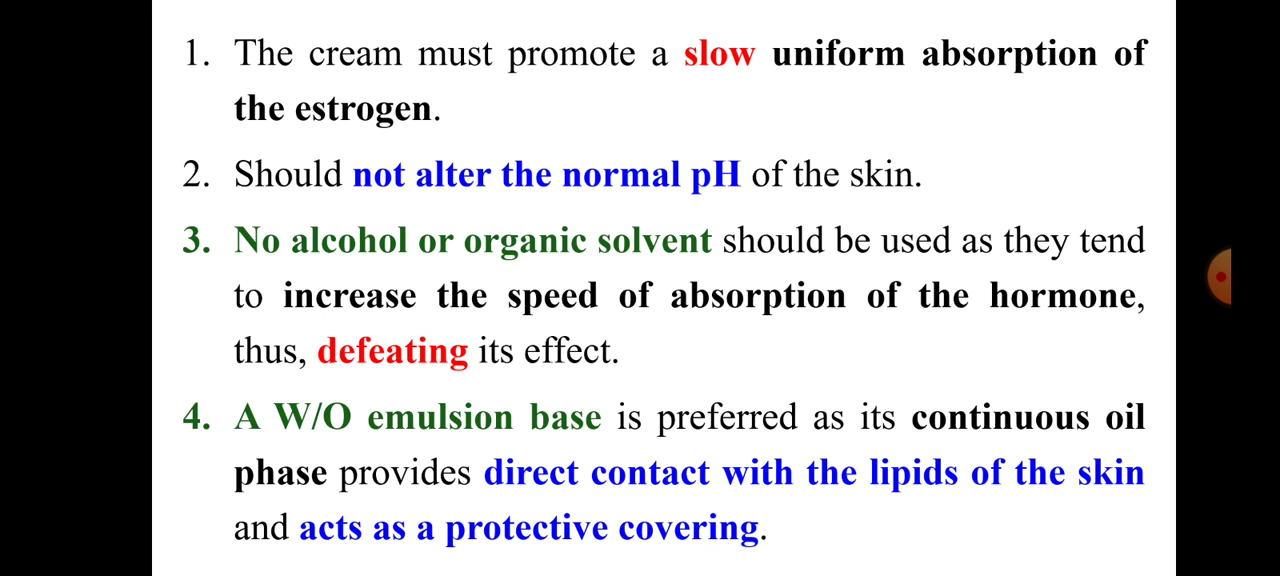 1. The cream must promote a slow uniform absorption of
the estrogen.
2. Should not alter the normal pH of the skin.
3. No alcohol or organic solvent should be used as they tend
to increase the speed of absorption of the hormone,
thus, defeating its effect.
4. A W/O emulsion base is preferred as its continuous oil
phase provides direct contact with the lipids of the skin
and acts as a protective covering.